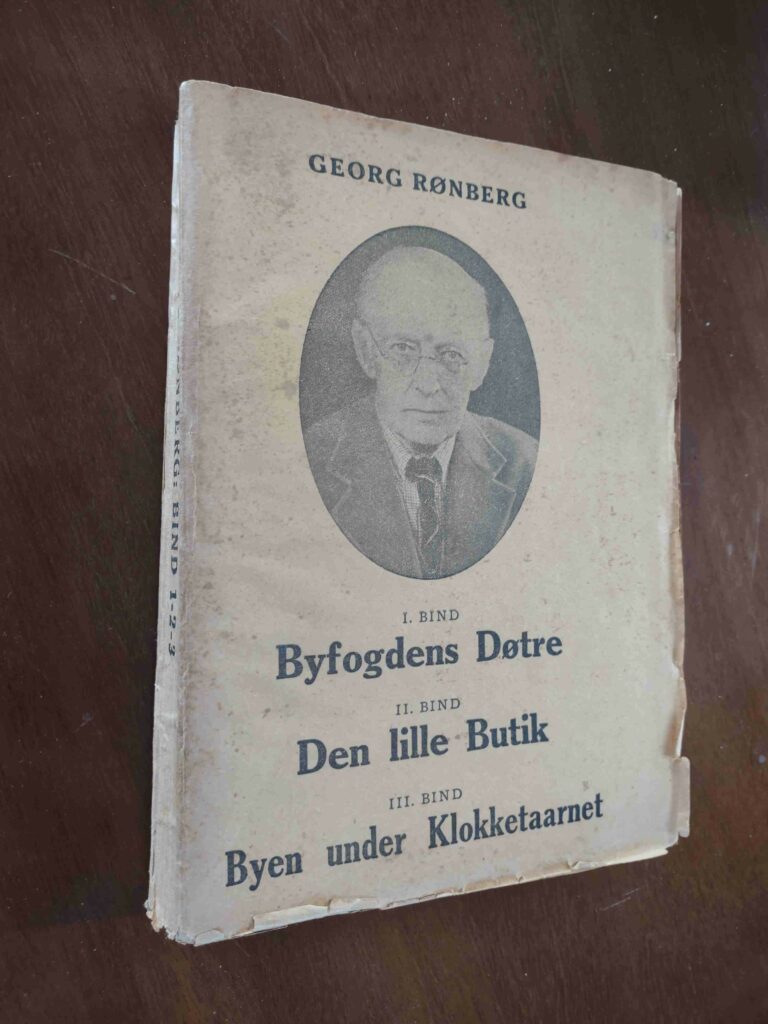 GEORG RØNBERG
I. BIND
Byfogdens Døtre
II. BIND
Den lille Butik
III. BIND
Byen under Klokketaarnet
BIND 1-2-3